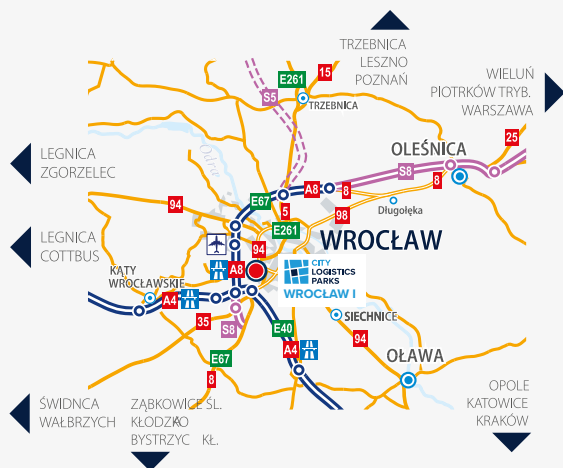 TRZEBNICA
LESZNO
POZNAŃ
WIELUŃ
PIOTRKÓW TRYB.
WARSZAWA
15
E261
S5
TRZEBNICA
25
OLEŚNICA
LEGNICA
ZGORZELEC
Odra
S8
8
A8
8
E67
94
5
98
Długołęka
E261
WROCŁAW
LEGNICA
COTTBUS
94
A8
CITY
LOGISTICS
PARKS
WROCŁAW I
KĄTY
WROCŁAWSKIE
A4
35
S8
SIECHNICE
E40
94
A4
E67
8
OŁAWA
ŚWIDNCA
WAŁBRZYCH
ZĄBKOWICE ŚL.
KŁODZKO
BYSTRZYC KŁ.
OPOLE
KATOWICE
KRAKÓW